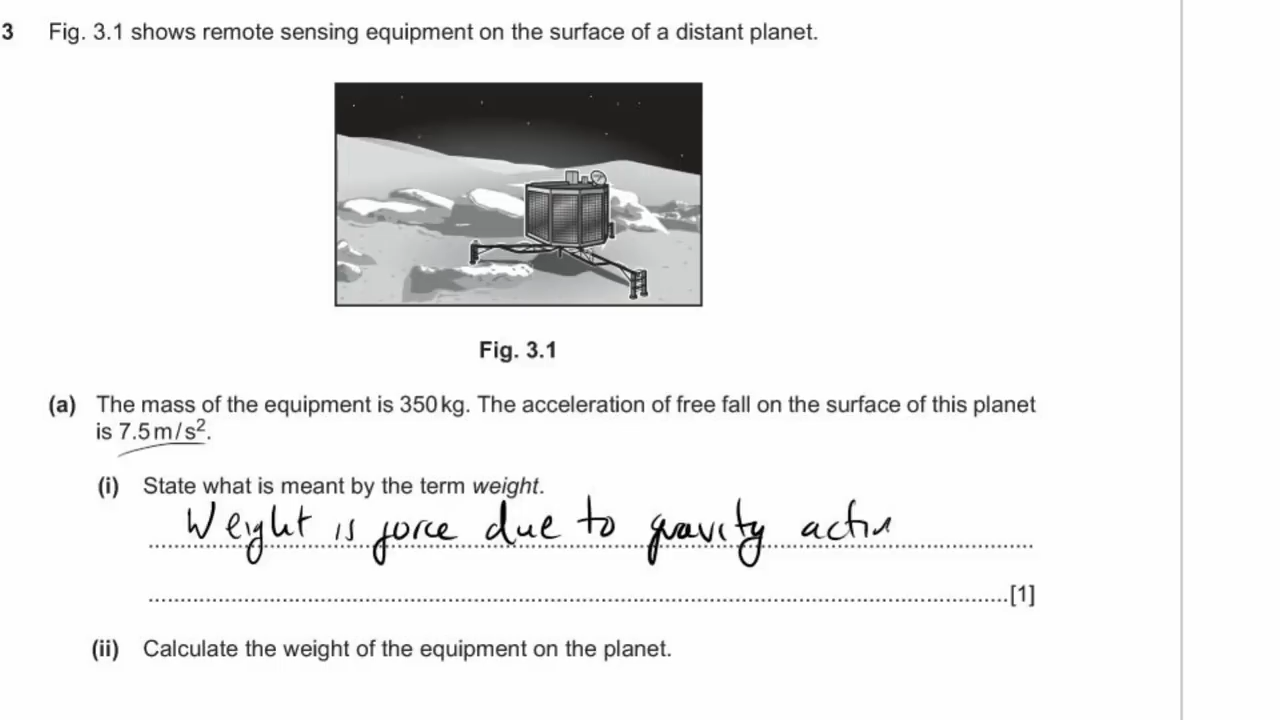 3 Fig. 3.1 shows remote sensing equipment on the surface of a distant planet.
Fig. 3.1
(a) The mass of the equipment is 350 kg. The acceleration of free fall on the surface of this planet
is 7.5 m/s².
(i) State what is meant by the term weight.
Weight is force due to gravity actin
[1]
(ii) Calculate the weight of the equipment on the planet.